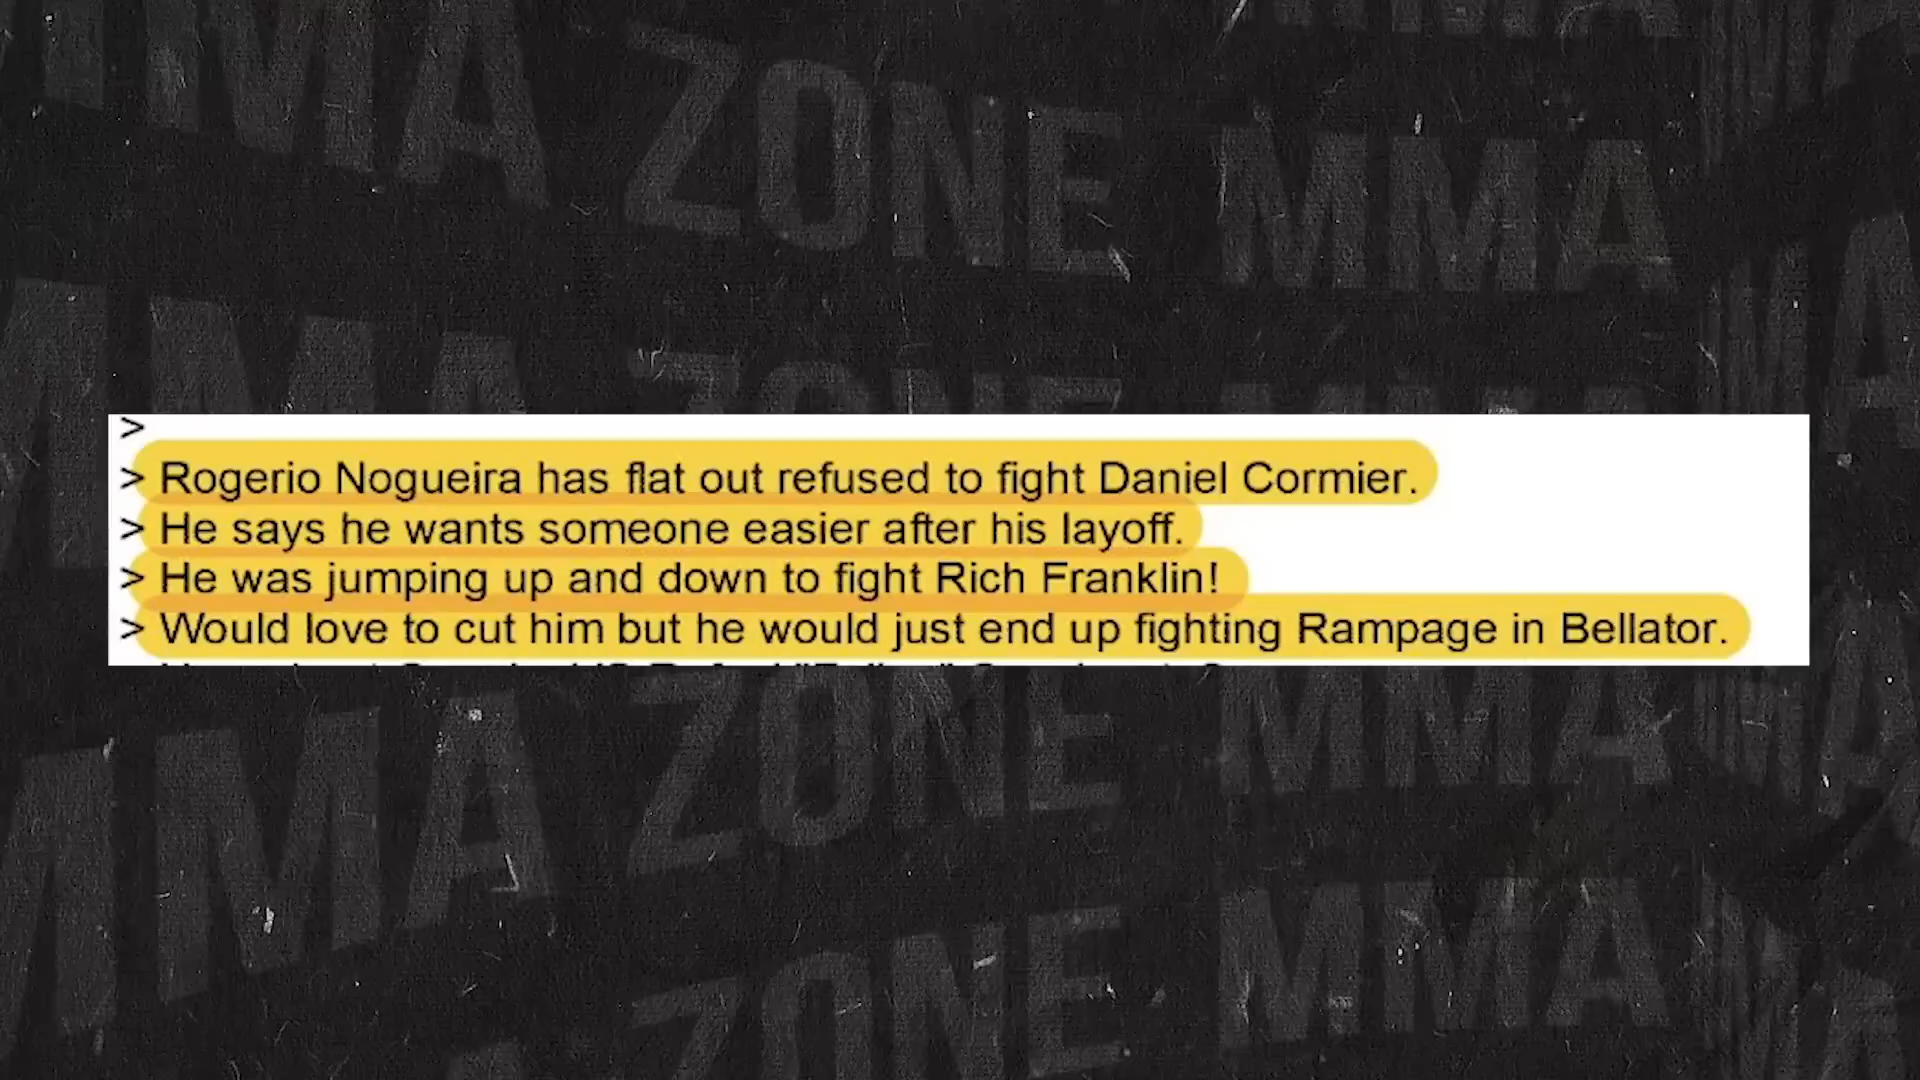 MMA ZONE MMA
MMA ZONE MMA
>
> Rogerio Nogueira has flat out refused to fight Daniel Cormier.
> He says he wants someone easier after his layoff.
> He was jumping up and down to fight Rich Franklin!
> Would love to cut him but he would just end up fighting Rampage in Bellator.
MMA ZONE MMA
ZONE MMA